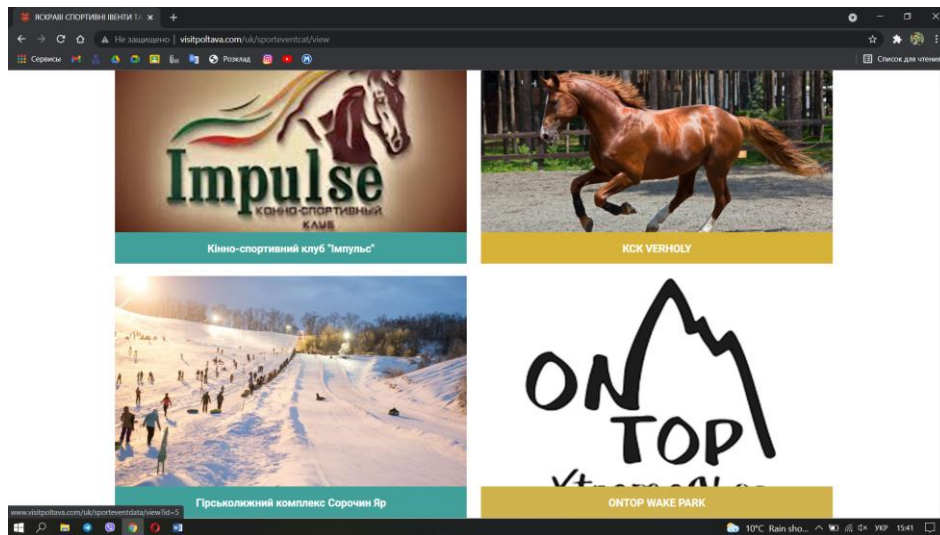 ЯСКРАВІ СПОРТИВНІ ІВЕНТИ ТА
Не защищено | visitpoltava.com/uk/sporteventcat/view
Сервисы
Розклад
Список для чтения
Impulse
КОННО-СПОРТИВНЫЙ
КЛУБ
Кінно-спортивний клуб "Імпульс"
КСК VERHOLY
ON
TOP
Гірськолижний комплекс Сорочин Яр
ONTOP WAKE PARK
www.visitpoltava.com/uk/sporteventdata/view?id=5
10°C Rain sho...
УКР
15:41